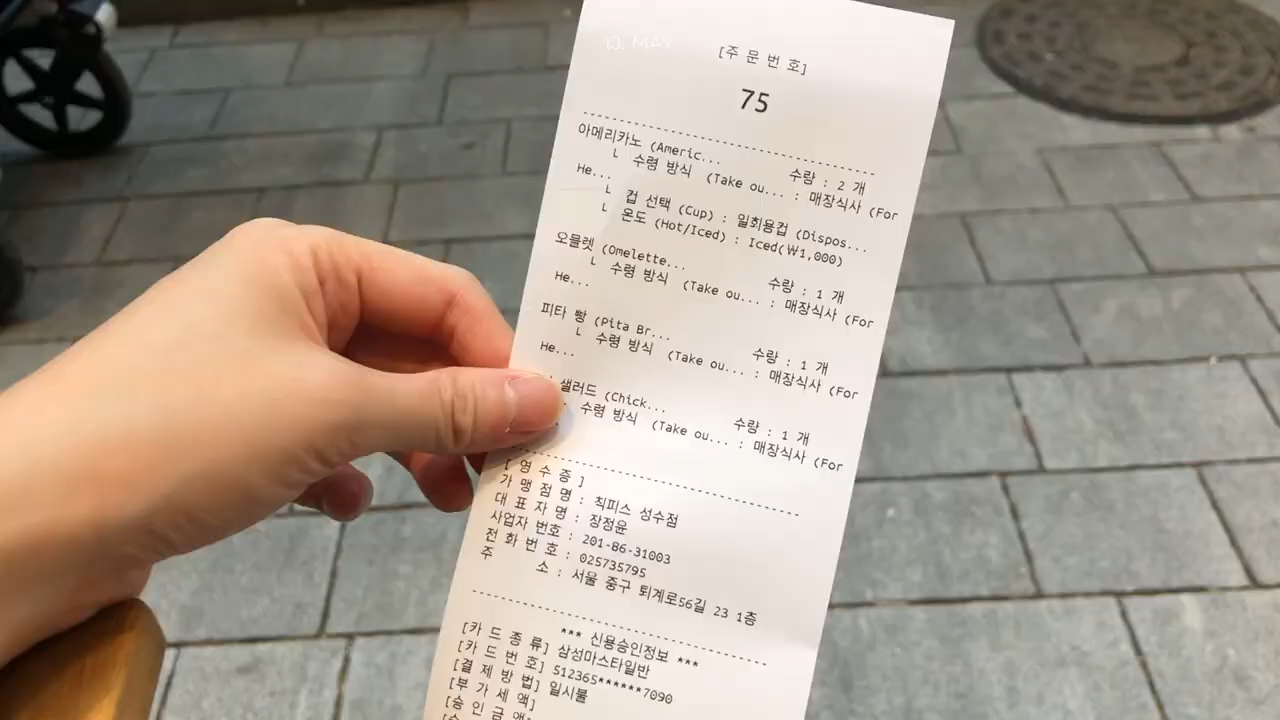 10. MAY
[주 문 번 호]
75
아메리카노 (Americ... 수량 : 2 개
└ 수령 방식 (Take ou... : 매장식사 (For
He...
└ 컵 선택 (Cup) : 일회용컵 (Dispos...
└ 온도 (Hot/Iced) : Iced(₩1,000)
오믈렛 (Omelette... 수량 : 1 개
└ 수령 방식 (Take ou... : 매장식사 (For
He...
피타 빵 (Pita Br... 수량 : 1 개
└ 수령 방식 (Take ou... : 매장식사 (For
He...
샐러드 (Chick... 수량 : 1 개
수령 방식 (Take ou... : 매장식사 (For
[ 영 수 증 ]
가 맹 점 명 : 칙피스 성수점
대 표 자 명 : 장정윤
사업자 번호 : 201-86-31003
전 화 번 호 : 025735795
주 소 : 서울 중구 퇴계로56길 23 1층
*** 신용승인정보 ***
[카 드 종 류] 삼성마스타일반
[카 드 번 호] 512365******7090
[결 제 방 법] 일시불
[부 가 세 액]
[승 인 금 액]